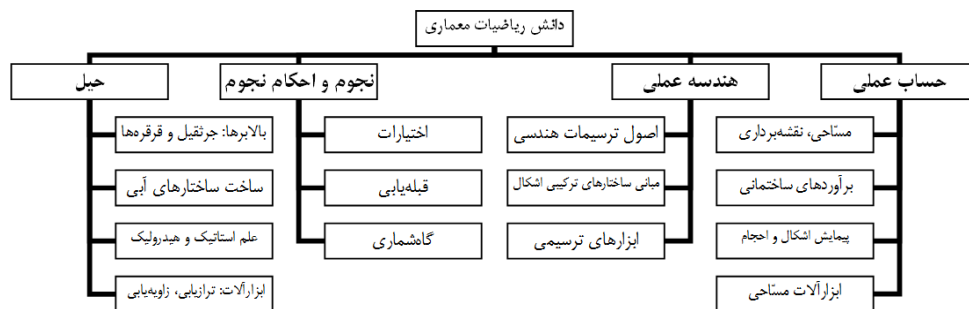 دانش ریاضیات معماری
حساب عملی
مسّاحی، نقشه‌برداری
برآوردهای ساختمانی
پیمایش اشکال و احجام
ابزارآلات مسّاحی
هندسه عملی
اصول ترسیمات هندسی
مبانی ساختارهای ترکیبی اشکال
ابزارهای ترسیمی
نجوم و احکام نجوم
اختیارات
قبله‌یابی
گاه‌شماری
حیل
بالابرها: جرثقیل و قرقره‌ها
ساخت ساختارهای آبی
علم استاتیک و هیدرولیک
ابزارآلات: ترازیابی، زاویه‌یابی